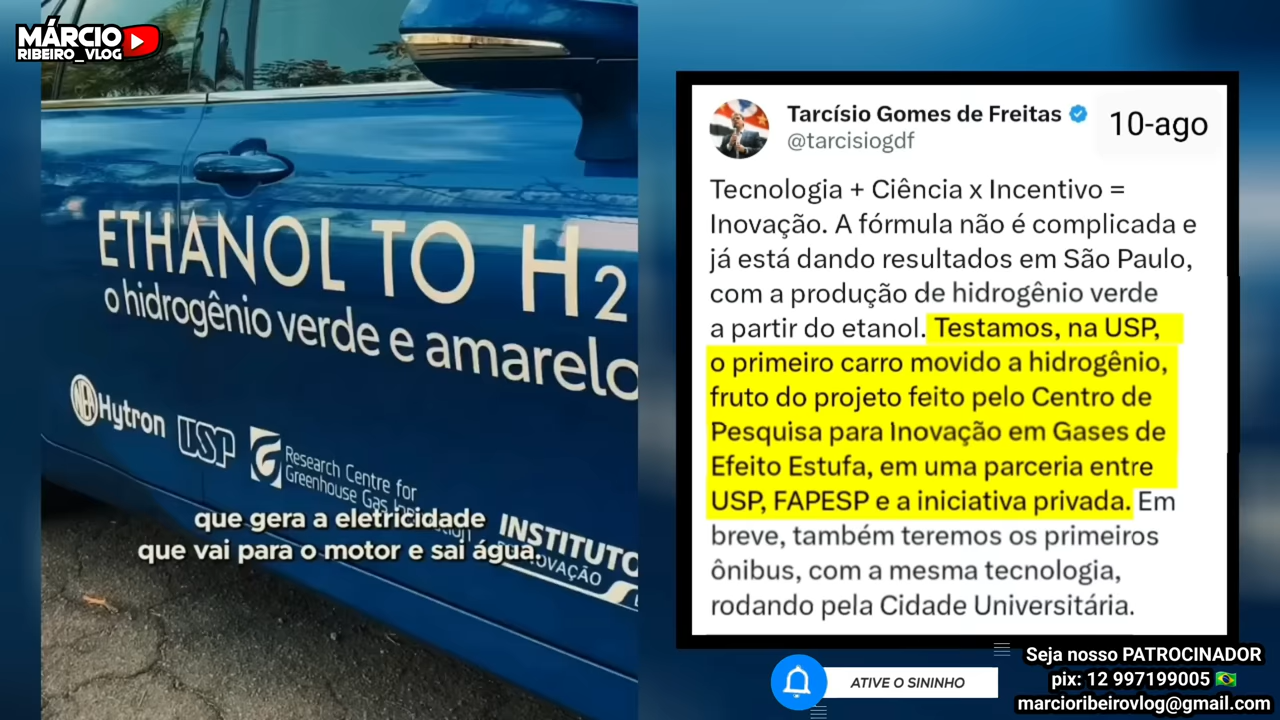 MÁRCIO
RIBEIRO_VLOG
ETHANOL TO H2
o hidrogênio verde e amarelo
Hytron
USP
Research Centre for
Greenhouse Gas
que gera a eletricidade
que vai para o motor e sai água.
INSTITUTO
Tarcísio Gomes de Freitas
@tarcisiogdf
10-ago
Tecnologia + Ciência x Incentivo =
Inovação. A fórmula não é complicada e
já está dando resultados em São Paulo,
com a produção de hidrogênio verde
a partir do etanol. Testamos, na USP,
o primeiro carro movido a hidrogênio,
fruto do projeto feito pelo Centro de
Pesquisa para Inovação em Gases de
Efeito Estufa, em uma parceria entre
USP, FAPESP e a iniciativa privada. Em
breve, também teremos os primeiros
ônibus, com a mesma tecnologia,
rodando pela Cidade Universitária.
ATIVE O SININHO
Seja nosso PATROCINADOR
pix: 12 997199005
marcioribeirovlog@gmail.com